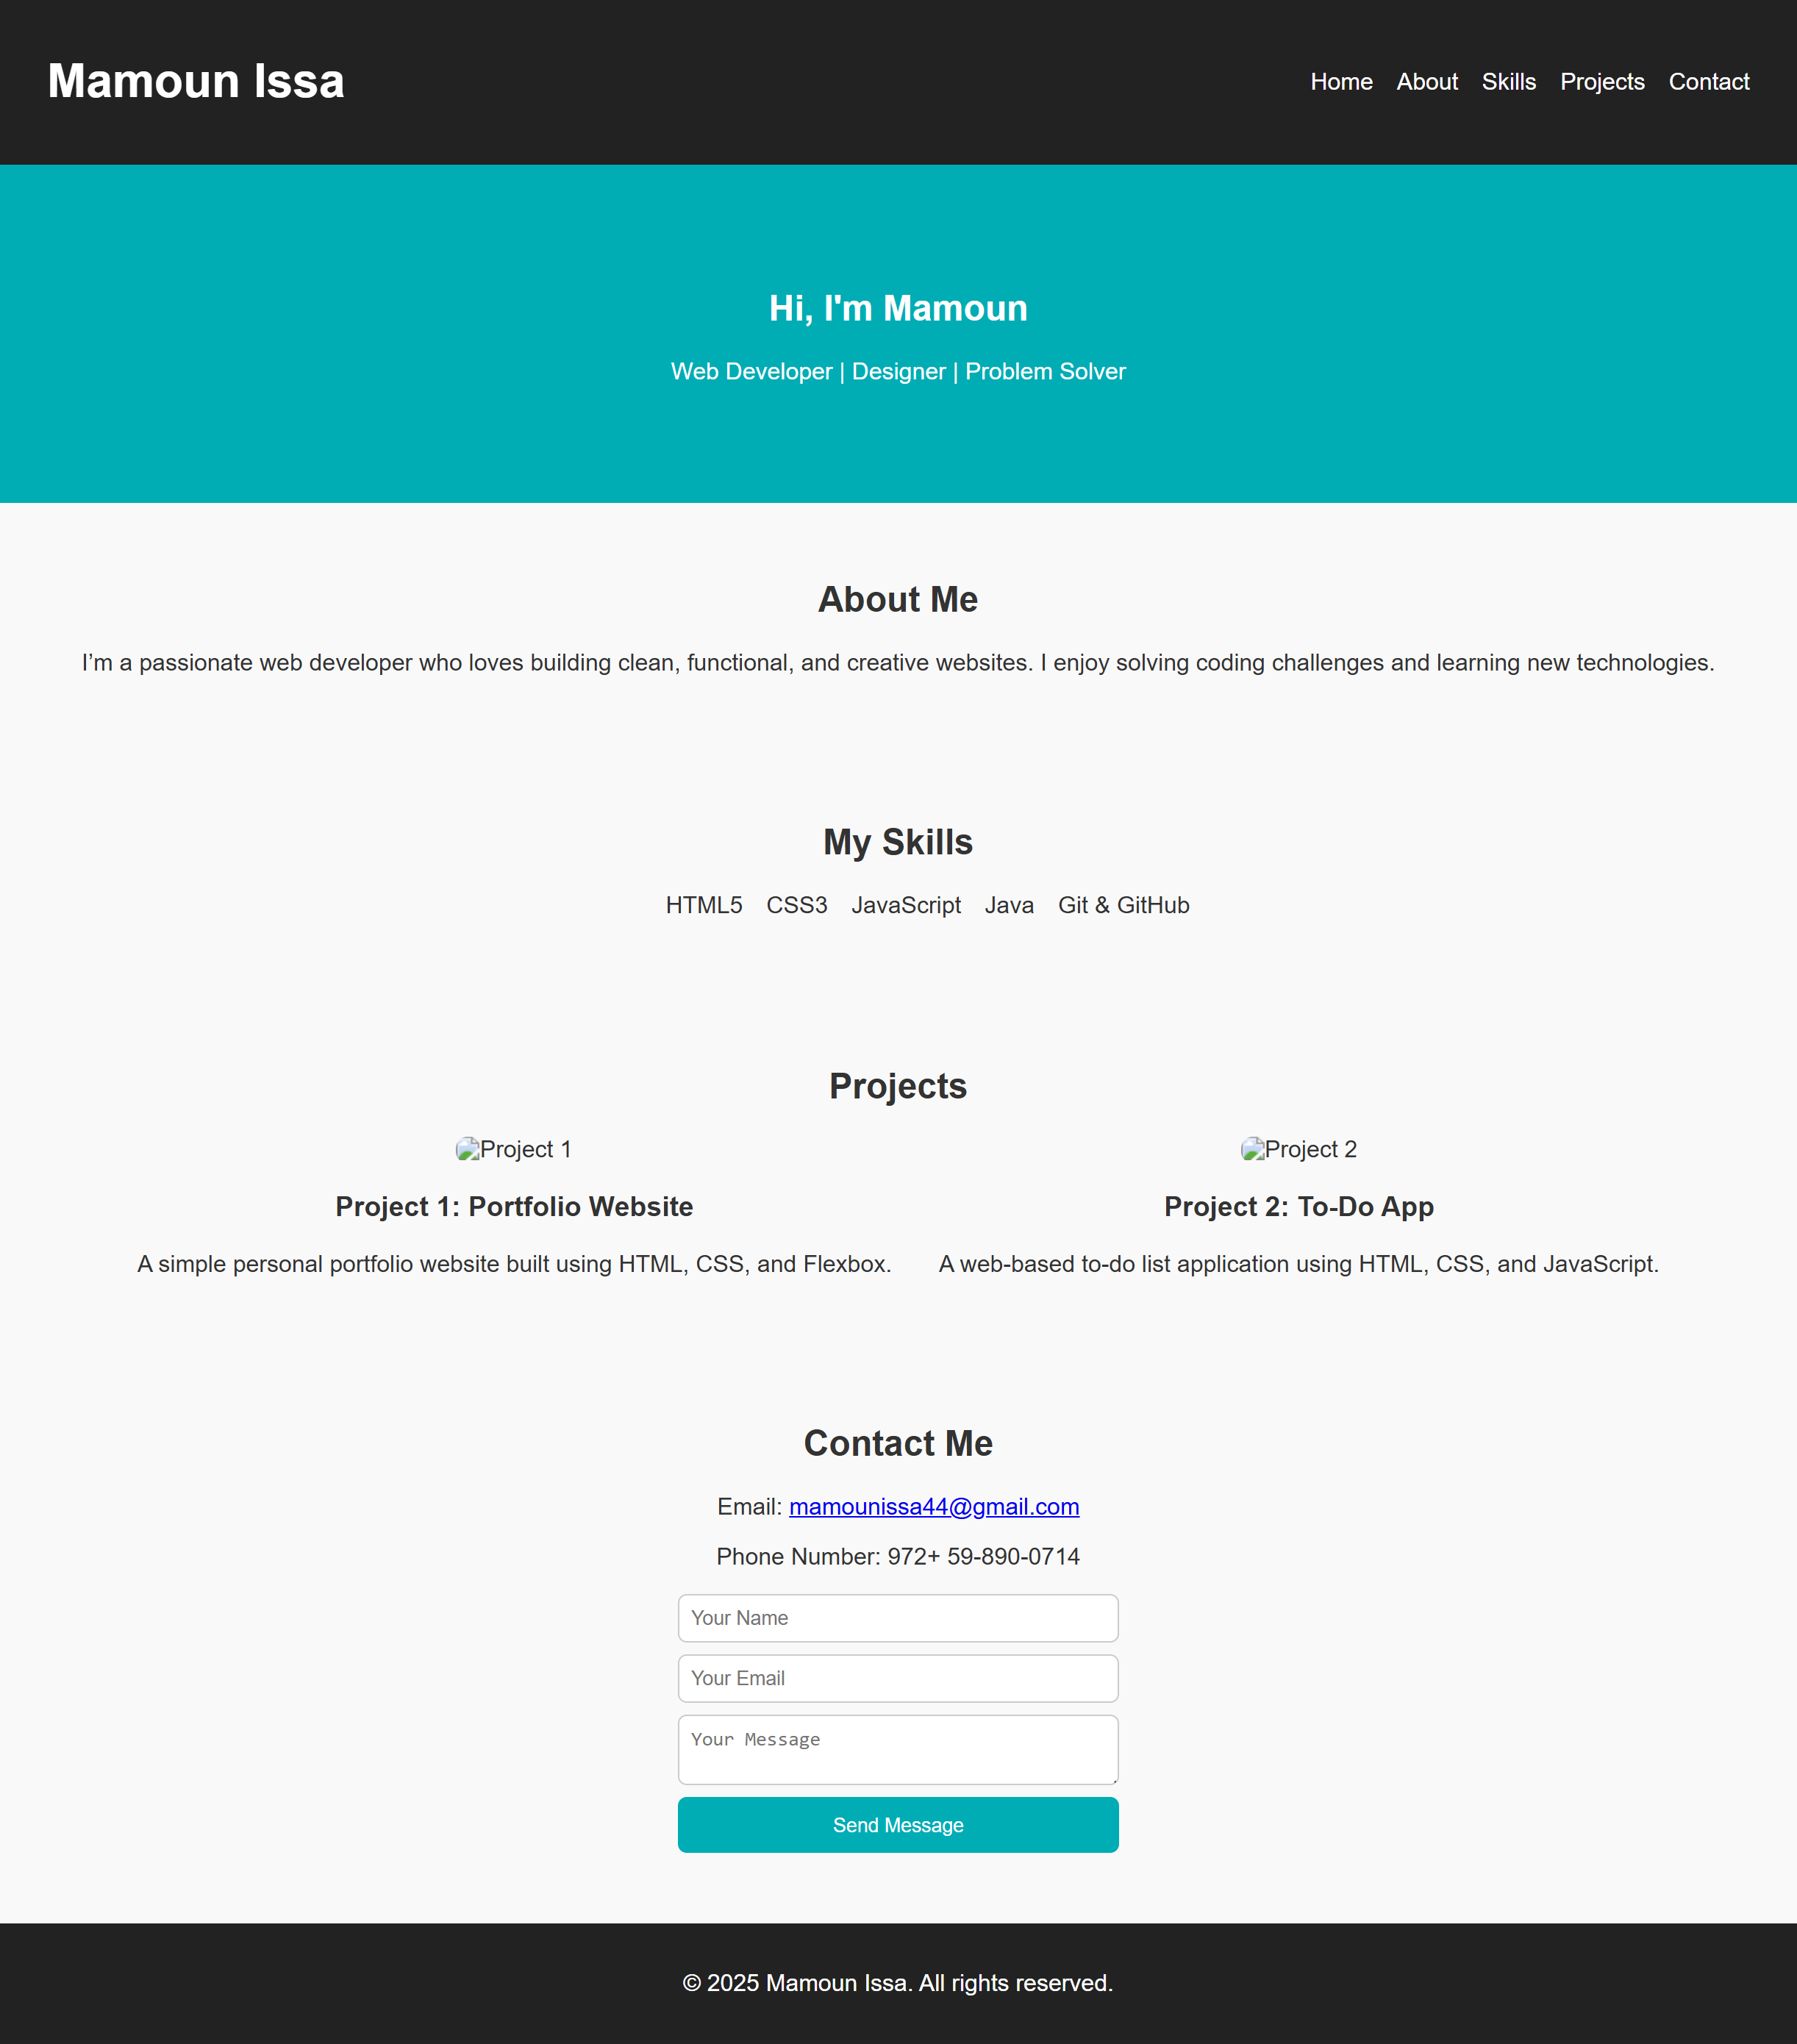 Mamoun Issa
Home About Skills Projects Contact
Hi, I'm Mamoun
Web Developer | Designer | Problem Solver
About Me
I’m a passionate web developer who loves building clean, functional, and creative websites. I enjoy solving coding challenges and learning new technologies.
My Skills
HTML5 CSS3 JavaScript Java Git & GitHub
Projects
Project 1
Project 1: Portfolio Website
A simple personal portfolio website built using HTML, CSS, and Flexbox.
Project 2
Project 2: To-Do App
A web-based to-do list application using HTML, CSS, and JavaScript.
Contact Me
Email: mamounissa44@gmail.com
Phone Number: 972+ 59-890-0714
Your Name
Your Email
Your Message
Send Message
© 2025 Mamoun Issa. All rights reserved.